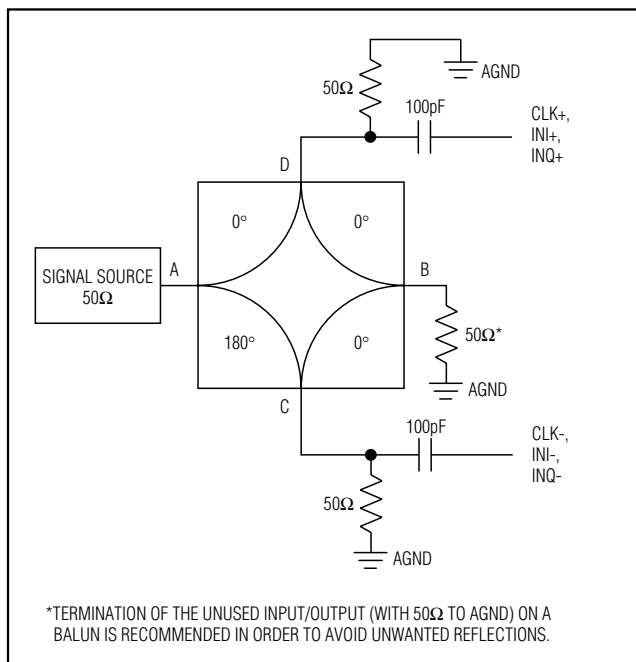 AGND
50Ω
100pF
CLK+,
INI+,
INQ+
D
0°
0°
SIGNAL SOURCE
50Ω
A
B
180°
0°
50Ω*
AGND
C
100pF
CLK-,
INI-,
INQ-
50Ω
AGND
*TERMINATION OF THE UNUSED INPUT/OUTPUT (WITH 50Ω TO AGND) ON A
BALUN IS RECOMMENDED IN ORDER TO AVOID UNWANTED REFLECTIONS.